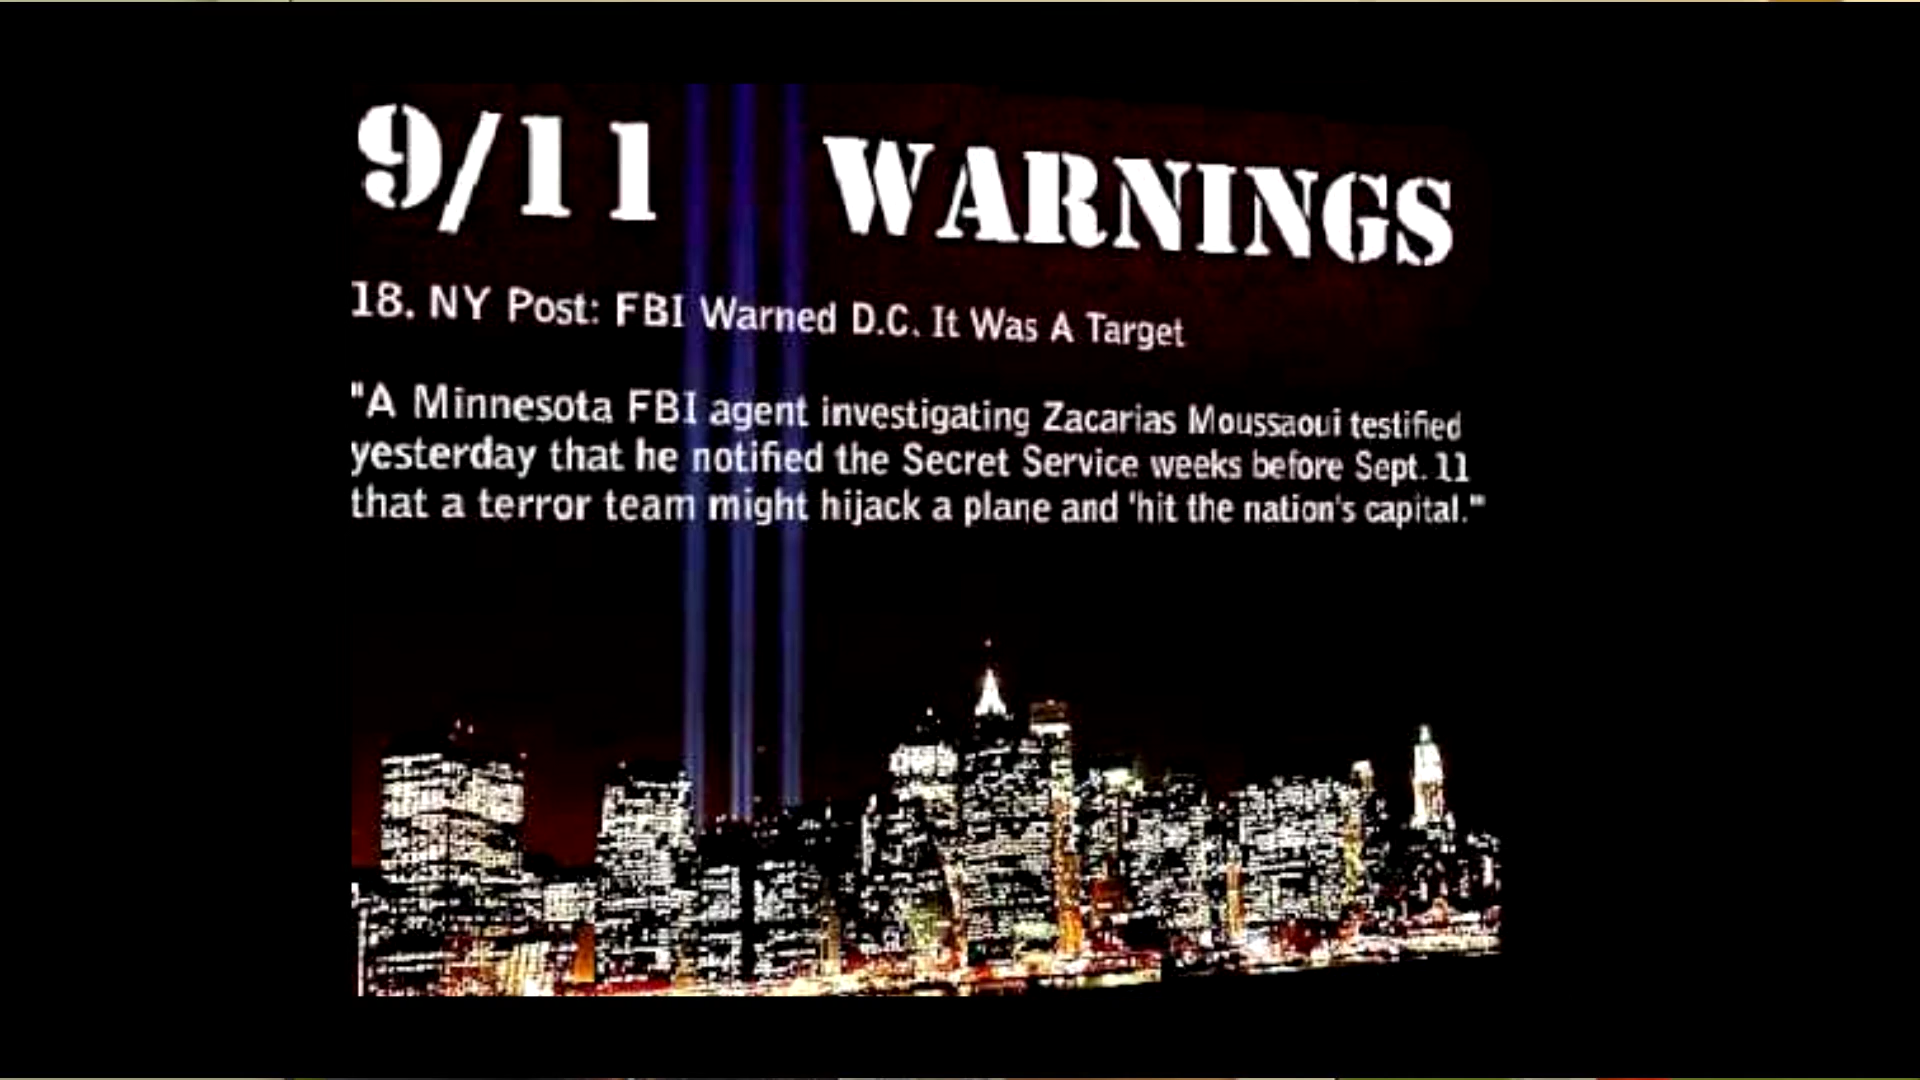 9/11 WARNINGS
18. NY Post: FBI Warned D.C. It Was A Target
"A Minnesota FBI agent investigating Zacarias Moussaoui testified
yesterday that he notified the Secret Service weeks before Sept. 11
that a terror team might hijack a plane and 'hit the nation's capital."